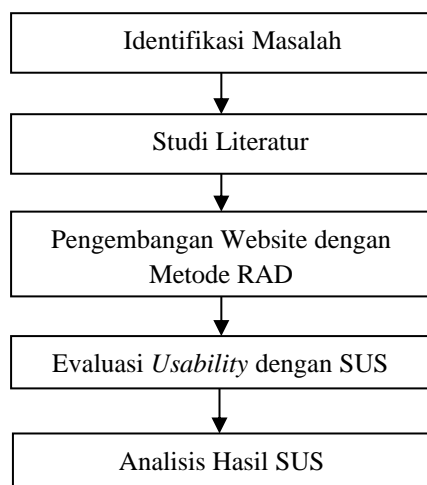 Identifikasi Masalah
Studi Literatur
Pengembangan Website dengan
Metode RAD
Evaluasi Usability dengan SUS
Analisis Hasil SUS